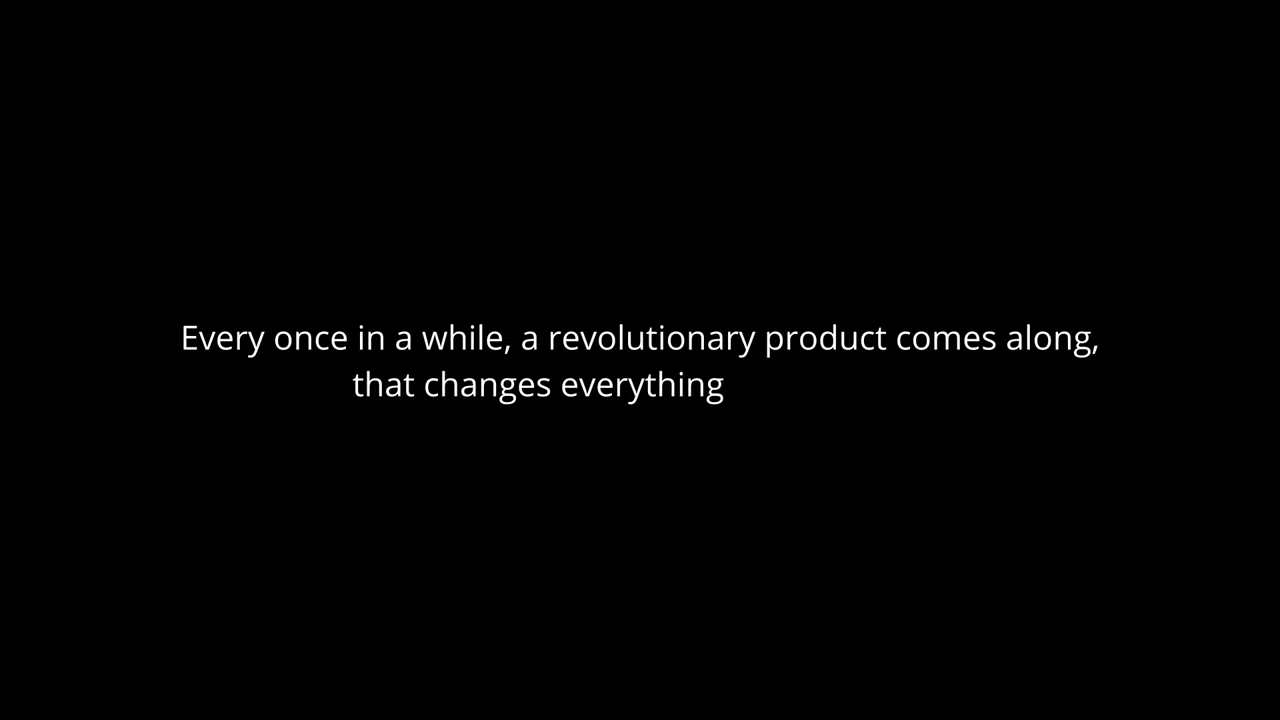 Every once in a while, a revolutionary product comes along,
that changes everything